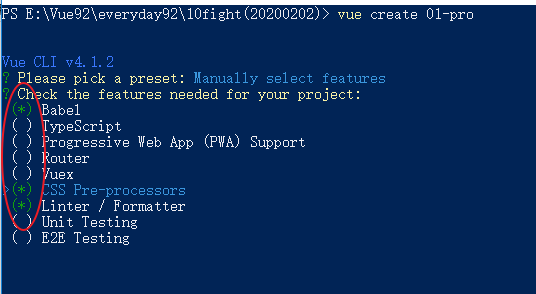 PS E:\Vue92\everyday92\10fight(20200202)> vue create 01-pro
Vue CLI v4.1.2
? Please pick a preset: Manually select features
? Check the features needed for your project:
(*) Babel
( ) TypeScript
( ) Progressive Web App (PWA) Support
( ) Router
( ) Vuex
>(*) CSS Pre-processors
(*) Linter / Formatter
( ) Unit Testing
( ) E2E Testing